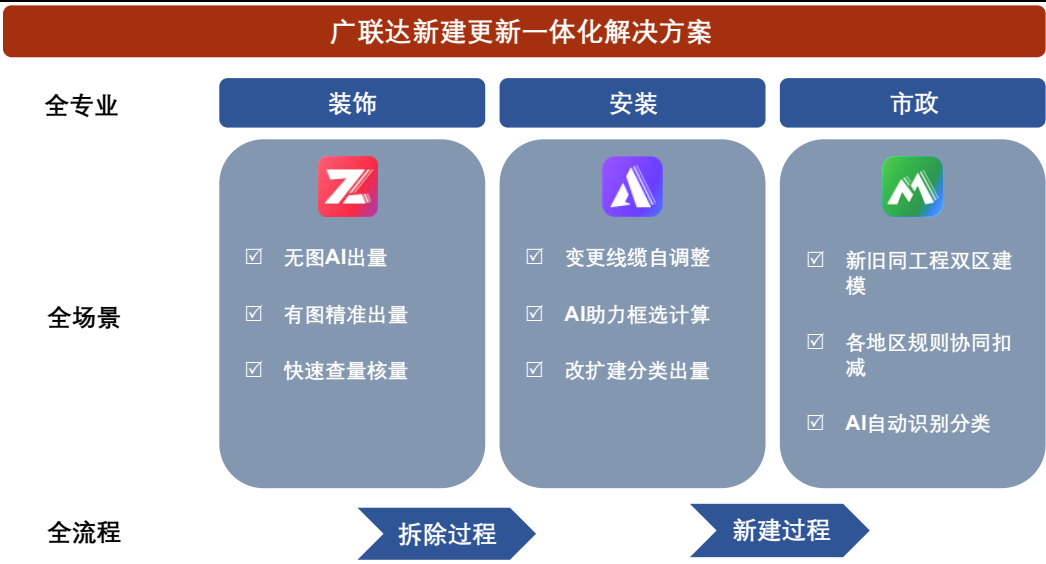 广联达新建更新一体化解决方案
全专业
装饰
安装
市政
全场景
无图AI出量
有图精准出量
快速查量核量
变更线缆自调整
AI助力框选计算
改扩建分类出量
新旧同工程双区建
模
各地区规则协同扣
减
AI自动识别分类
全流程
拆除过程
新建过程